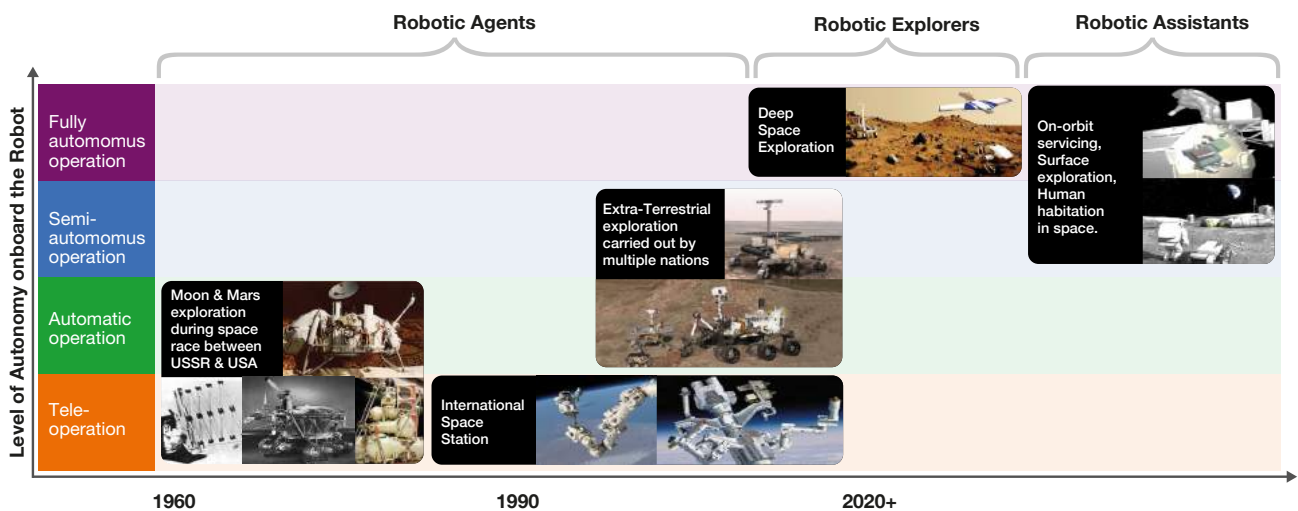 Robotic Agents
Robotic Explorers
Robotic Assistants
Level of Autonomy onboard the Robot
Fully
automomus
operation
Deep
Space
Exploration
On-orbit
servicing,
Surface
exploration,
Human
habitation
in space.
Semi-
automomus
operation
Extra-Terrestrial
exploration
carried out by
multiple nations
Automatic
operation
Moon & Mars
exploration
during space
race between
USSR & USA
Tele-
operation
International
Space
Station
1960
1990
2020+